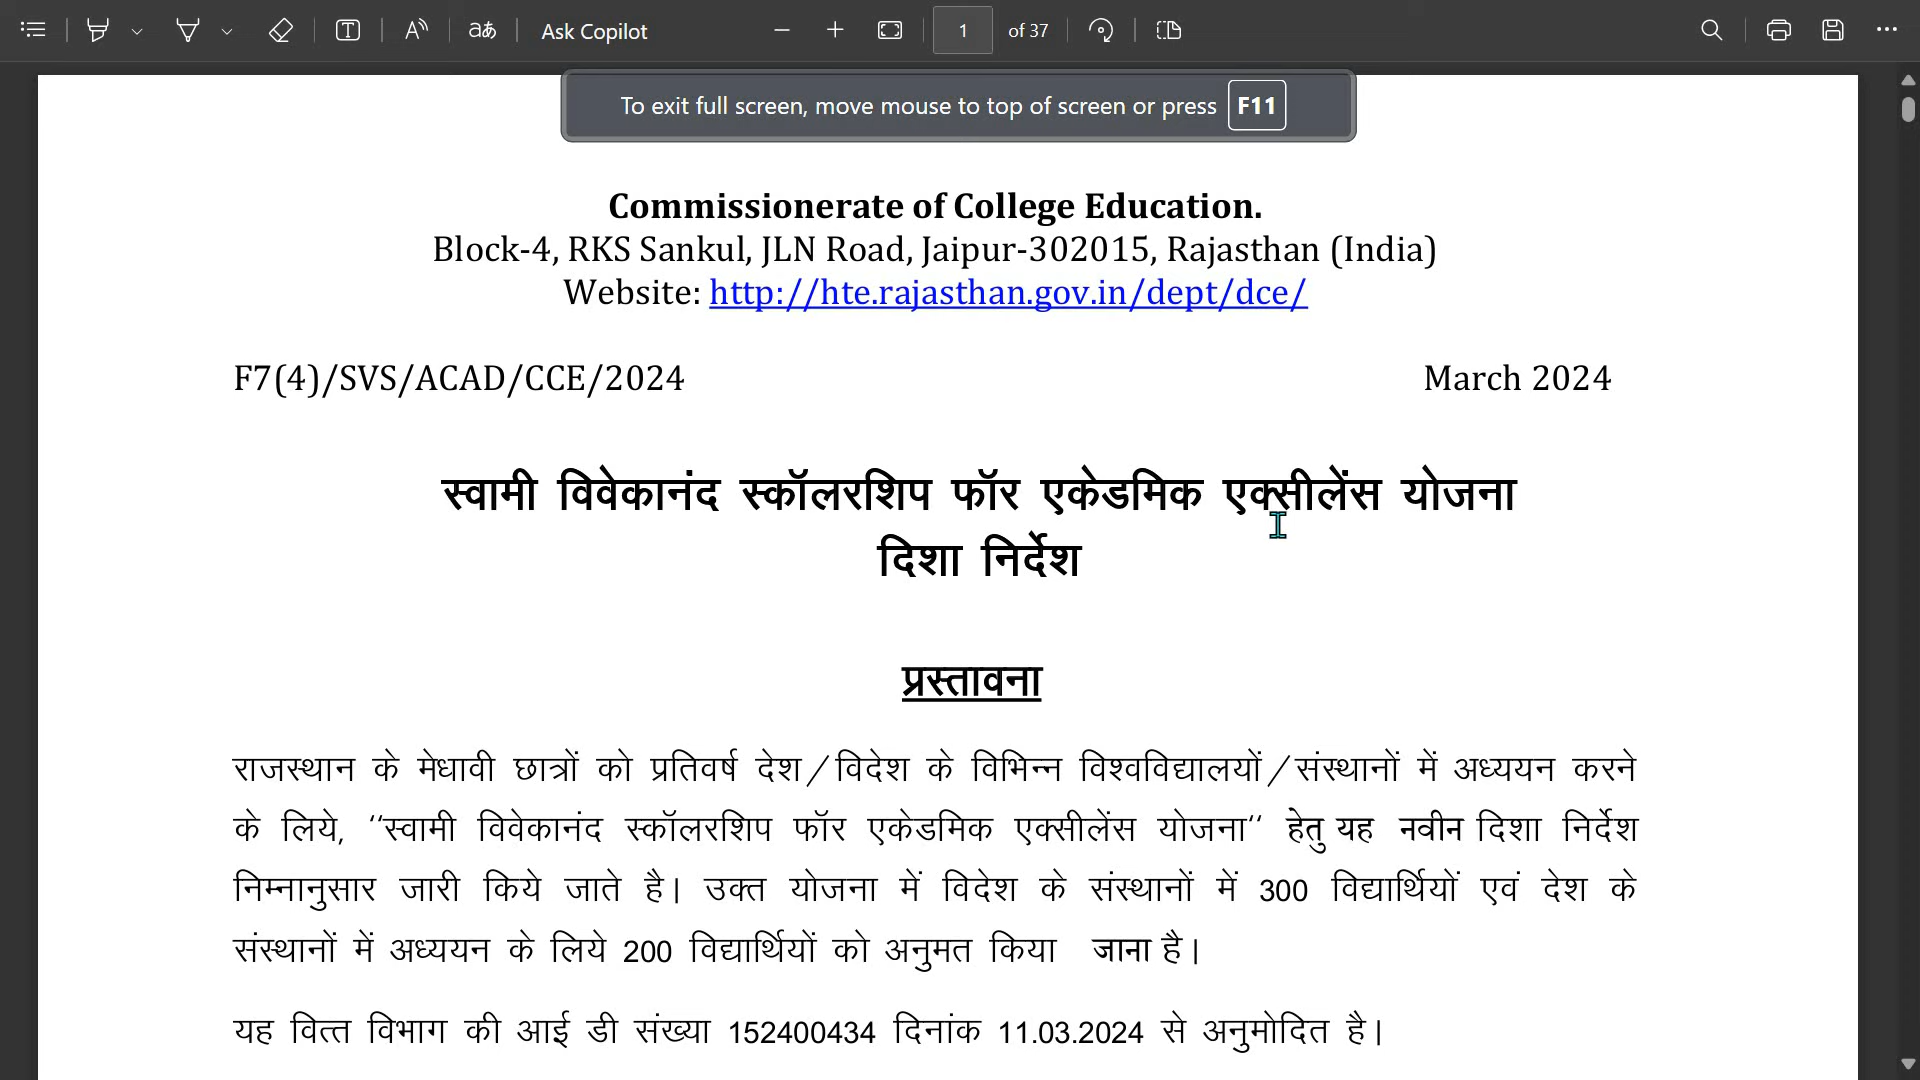 aあ Ask Copilot 1 of 37
To exit full screen, move mouse to top of screen or press F11
Commissionerate of College Education.
Block-4, RKS Sankul, JLN Road, Jaipur-302015, Rajasthan (India)
Website: http://hte.rajasthan.gov.in/dept/dce/
F7(4)/SVS/ACAD/CCE/2024 March 2024
स्वामी विवेकानंद स्कॉलरशिप फॉर एकेडमिक एक्सीलेंस योजना
दिशा निर्देश
प्रस्तावना
राजस्थान के मेधावी छात्रों को प्रतिवर्ष देश/विदेश के विभिन्न विश्वविद्यालयों/संस्थानों में अध्ययन करने
के लिये, ‘‘स्वामी विवेकानंद स्कॉलरशिप फॉर एकेडमिक एक्सीलेंस योजना’’ हेतु यह नवीन दिशा निर्देश
निम्नानुसार जारी किये जाते है। उक्त योजना में विदेश के संस्थानों में 300 विद्यार्थियों एवं देश के
संस्थानों में अध्ययन के लिये 200 विद्यार्थियों को अनुमत किया जाना है।
यह वित्त विभाग की आई डी संख्या 152400434 दिनांक 11.03.2024 से अनुमोदित है।